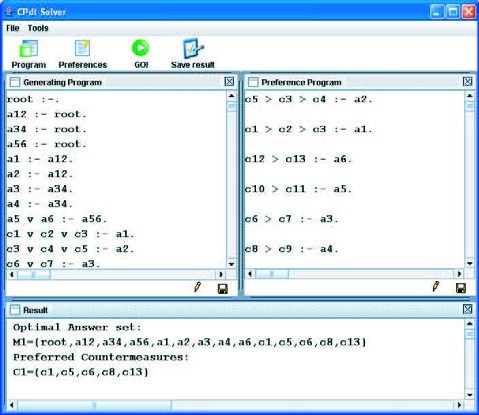 CPdt Solver
File Tools
Program Preferences GO! Save result
Generating Program
root :-.
a12 :- root.
a34 :- root.
a56 :- root.
a1 :- a12.
a2 :- a12.
a3 :- a34.
a4 :- a34.
a5 v a6 :- a56.
c1 v c2 v c3 :- a1.
c3 v c4 v c5 :- a2.
c6 v c7 :- a3.
Preference Program
c5 > c3 > c4 :- a2.
c1 > c2 > c3 :- a1.
c12 > c13 :- a6.
c10 > c11 :- a5.
c6 > c7 :- a3.
c8 > c9 :- a4.
Result
Optimal Answer set:
M1={root,a12,a34,a56,a1,a2,a3,a4,a6,c1,c5,c6,c8,c13}
Preferred Countermeasures:
C1={c1,c5,c6,c8,c13}